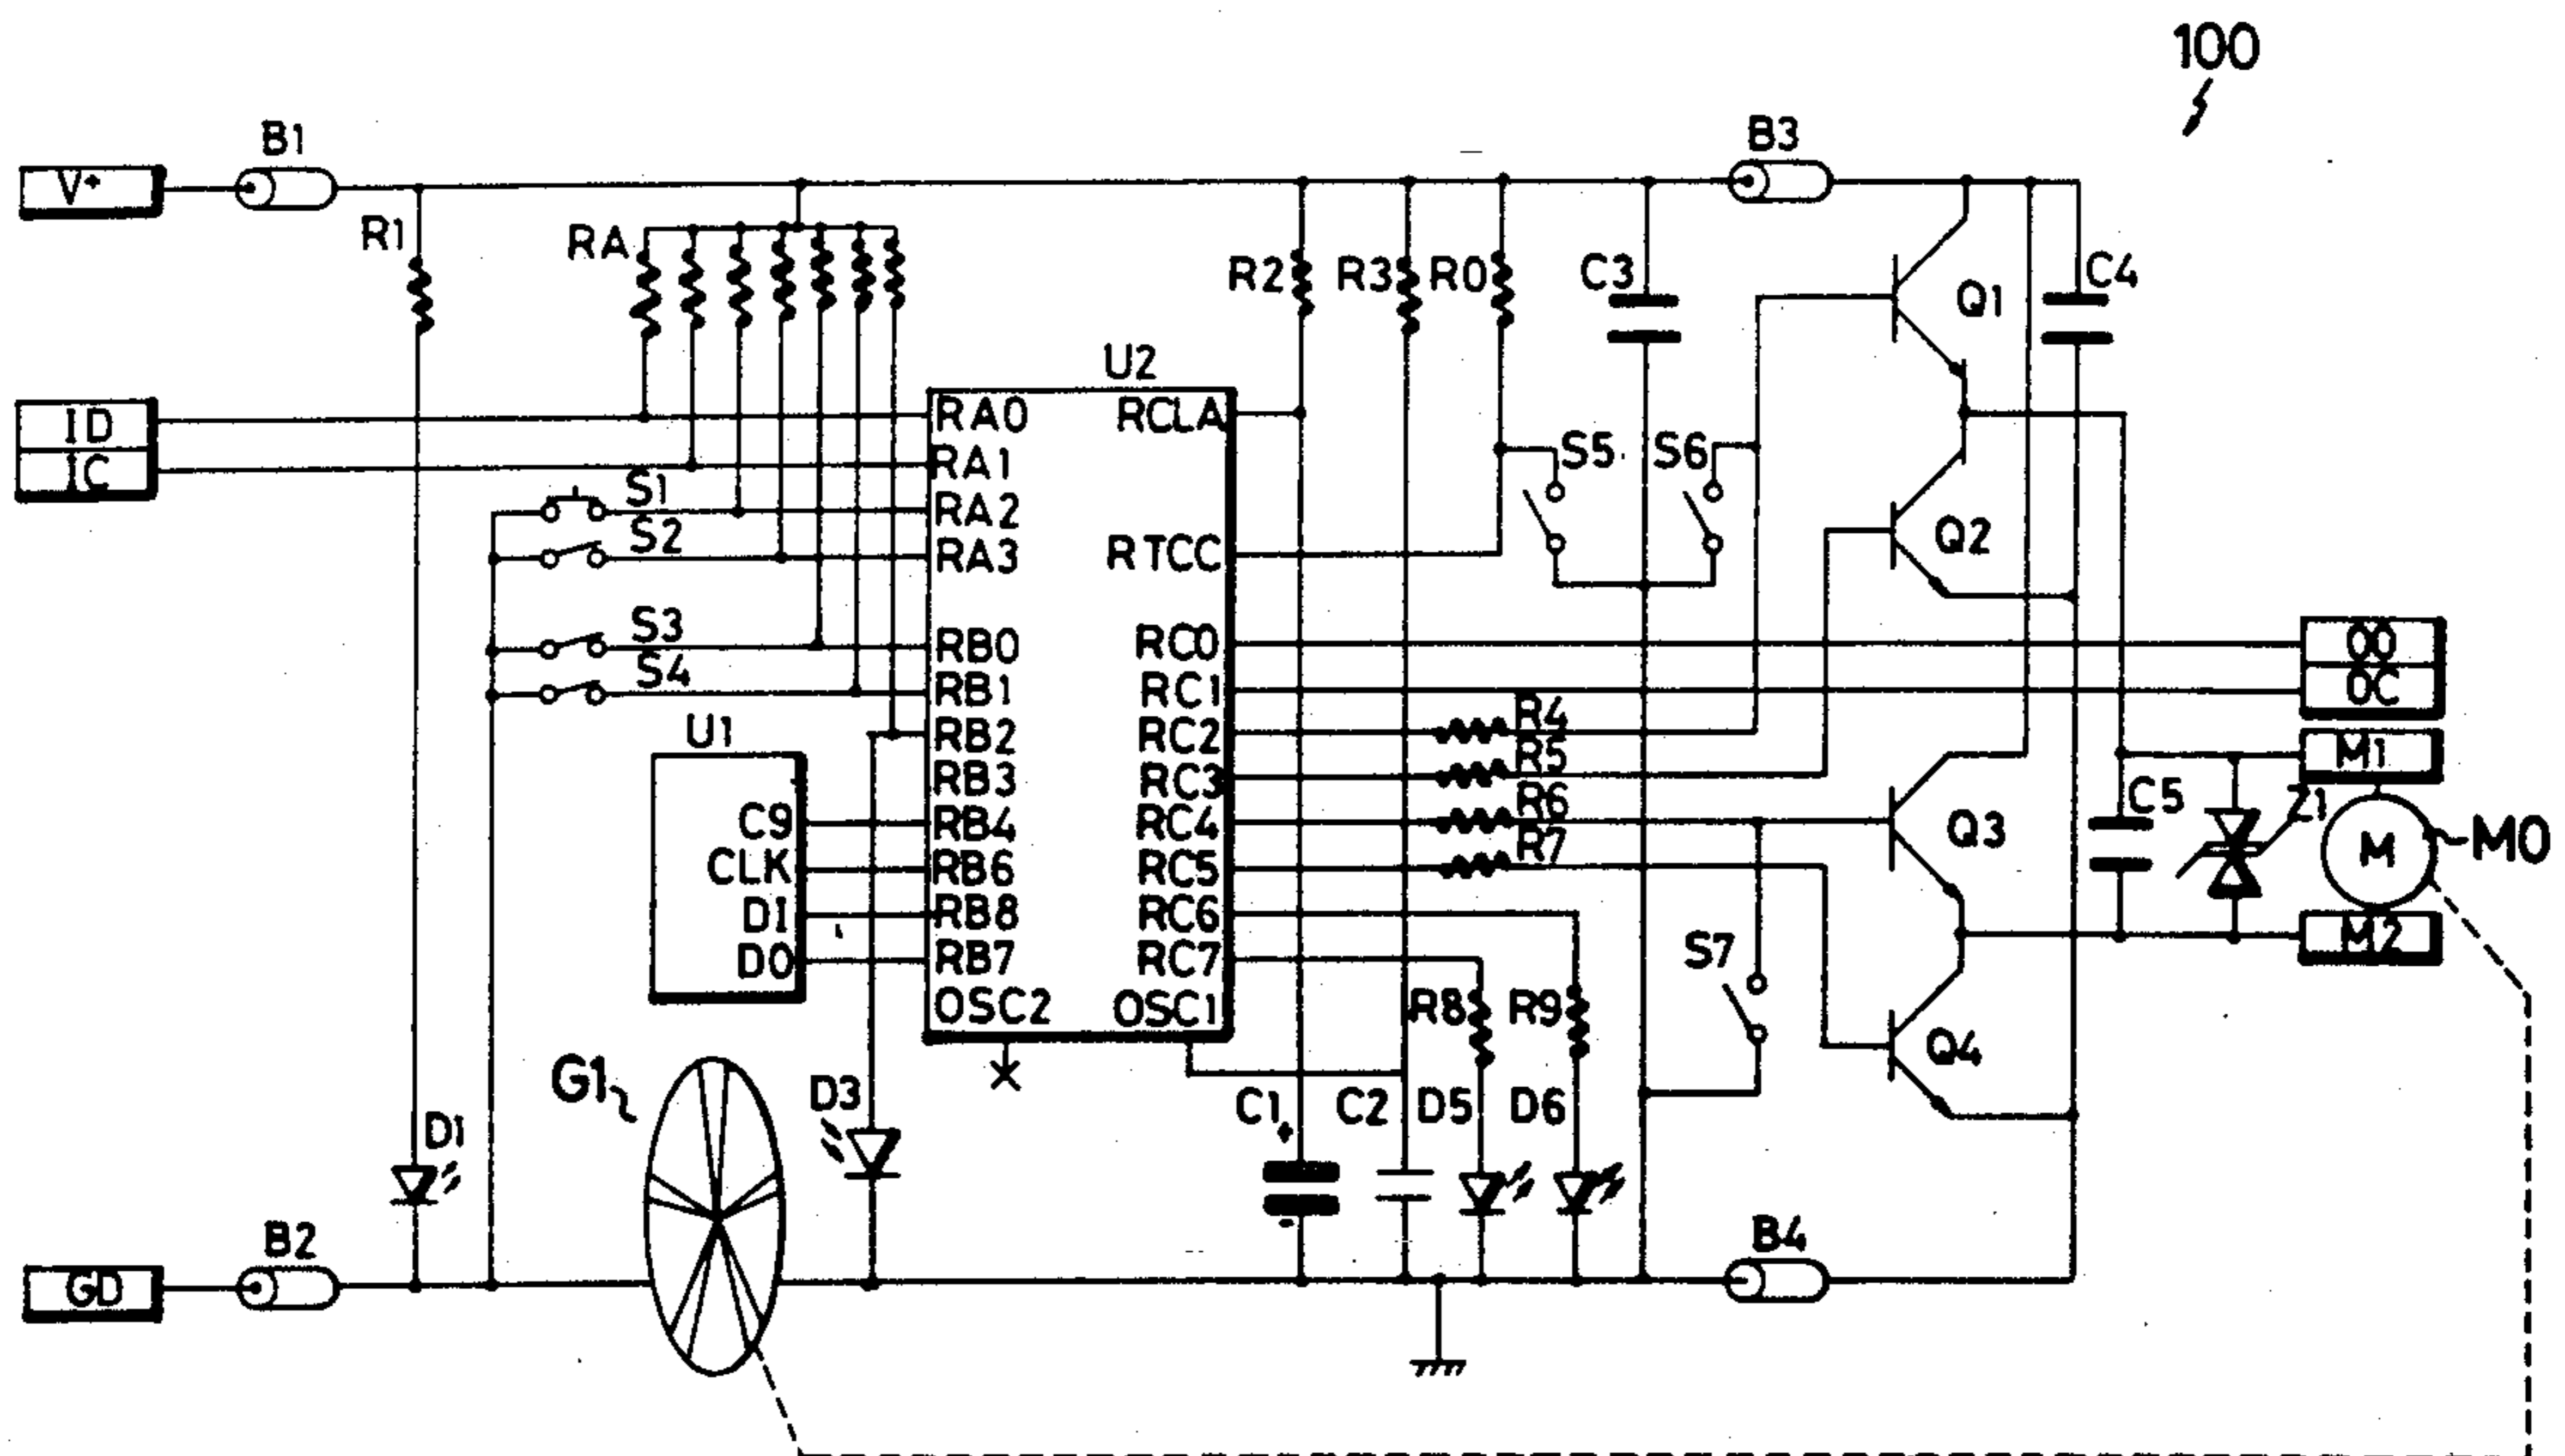 100
B1
B3
V+
R1
RA
R2
R3
R0
C3
C4
Q1
U2
ID
IC
RA0
RCLA
RA1
S1
S5
S6
RA2
S2
Q2
RA3
RTCC
S3
RB0
RC0
OO
S4
RB1
RC1
OC
R4
U1
RB2
RC2
M1
R5
RB3
RC3
C5
Z1
R6
C9
RB4
RC4
Q3
M
M0
R7
CLK
RB6
RC5
DI
RB8
RC6
M2
S7
DO
RB7
RC7
OSC2
OSC1
R8
R9
Q4
G1
D3
C1
C2
D5
D6
+
D1
-
B2
B4
GD